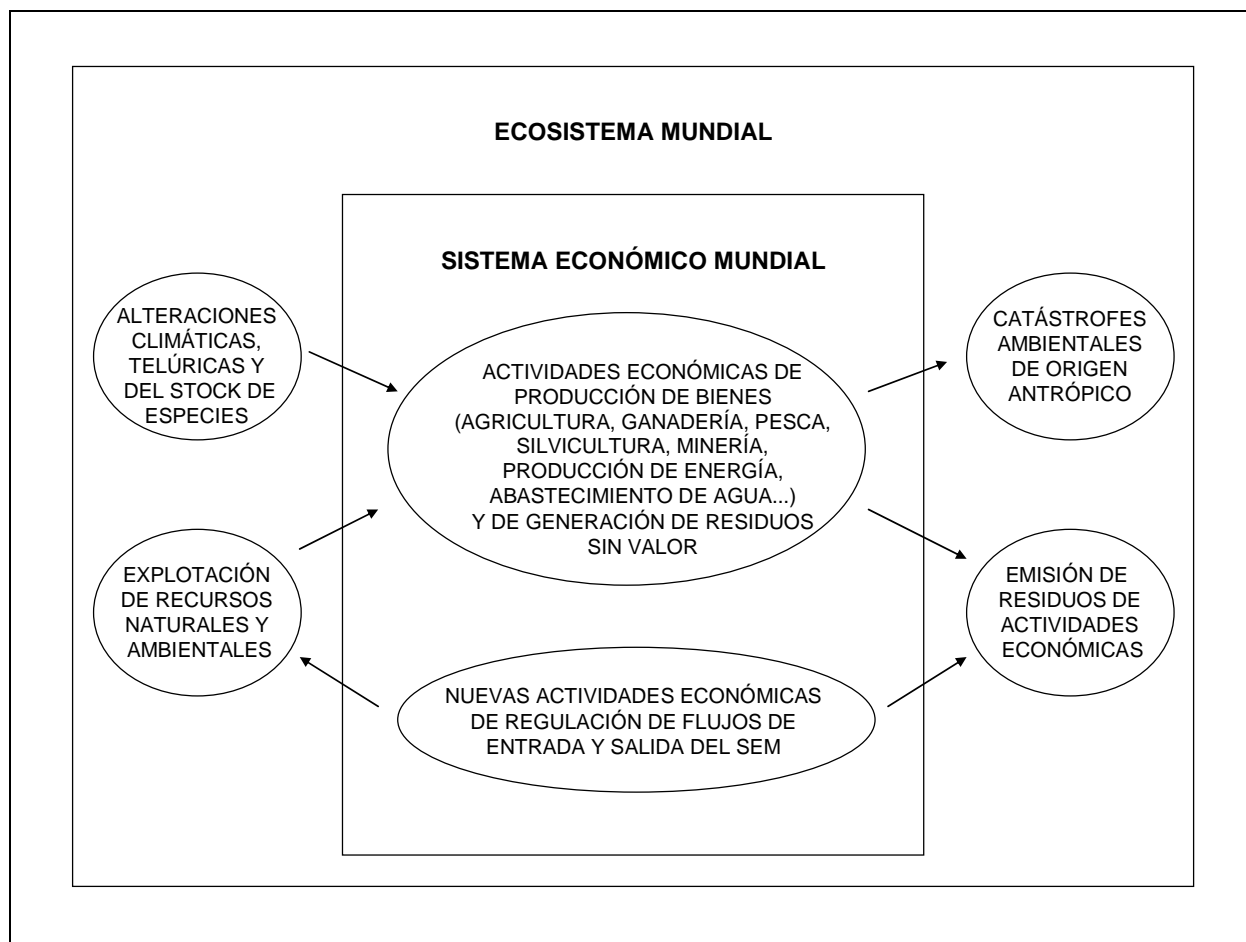 ECOSISTEMA MUNDIAL
SISTEMA ECONÓMICO MUNDIAL
ALTERACIONES
CLIMÁTICAS,
TELÚRICAS Y
DEL STOCK DE
ESPECIES
ACTIVIDADES ECONÓMICAS DE
PRODUCCIÓN DE BIENES
(AGRICULTURA, GANADERÍA, PESCA,
SILVICULTURA, MINERÍA,
PRODUCCIÓN DE ENERGÍA,
ABASTECIMIENTO DE AGUA...)
Y DE GENERACIÓN DE RESIDUOS
SIN VALOR
CATÁSTROFES
AMBIENTALES
DE ORIGEN
ANTRÓPICO
EXPLOTACIÓN
DE RECURSOS
NATURALES Y
AMBIENTALES
EMISIÓN DE
RESIDUOS DE
ACTIVIDADES
ECONÓMICAS
NUEVAS ACTIVIDADES ECONÓMICAS
DE REGULACIÓN DE FLUJOS DE
ENTRADA Y SALIDA DEL SEM